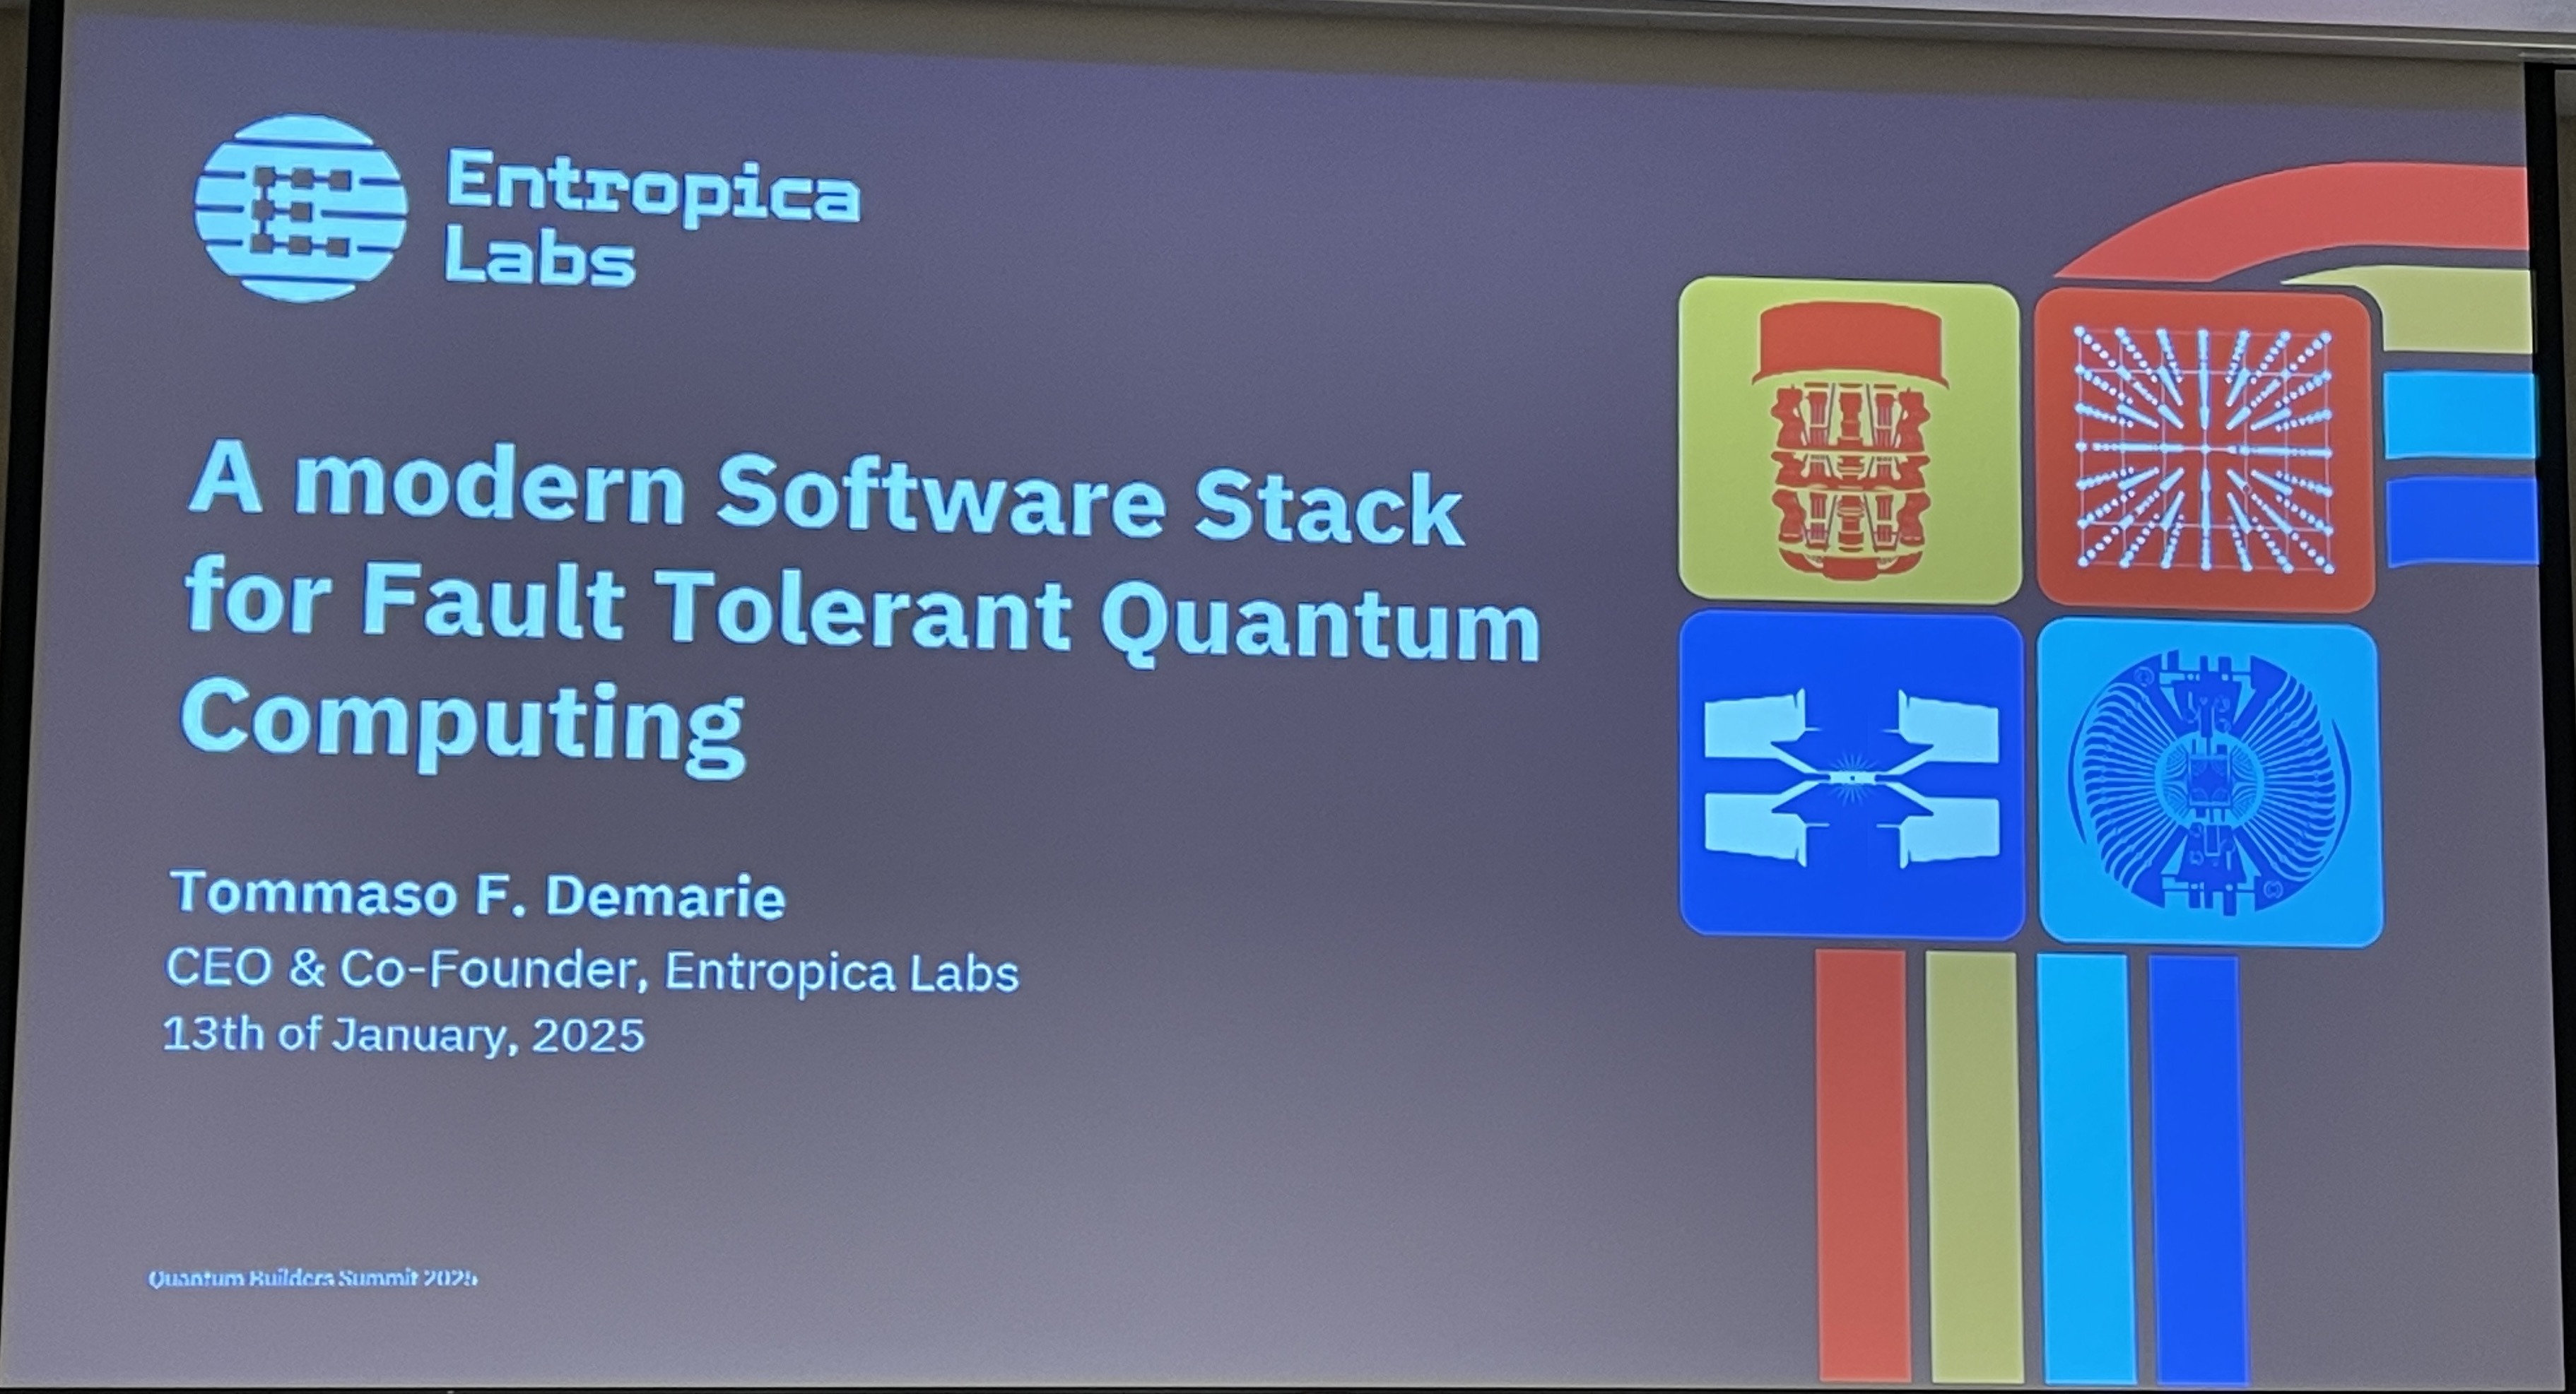 Entropica
Labs
A modern Software Stack
for Fault Tolerant Quantum
Computing
Tommaso F. Demarie
CEO & Co-Founder, Entropica Labs
13th of January, 2025
Quantum Builders Summit 2025